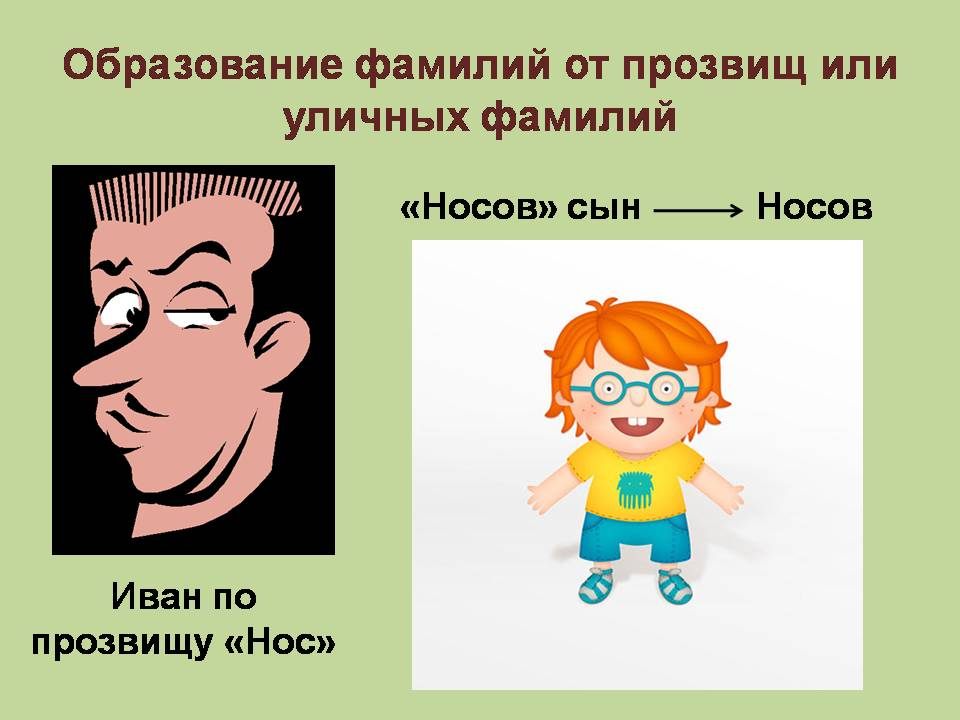 Образование фамилий от прозвищ или
уличных фамилий
«Носов» сын Носов
Иван по
прозвищу «Нос»